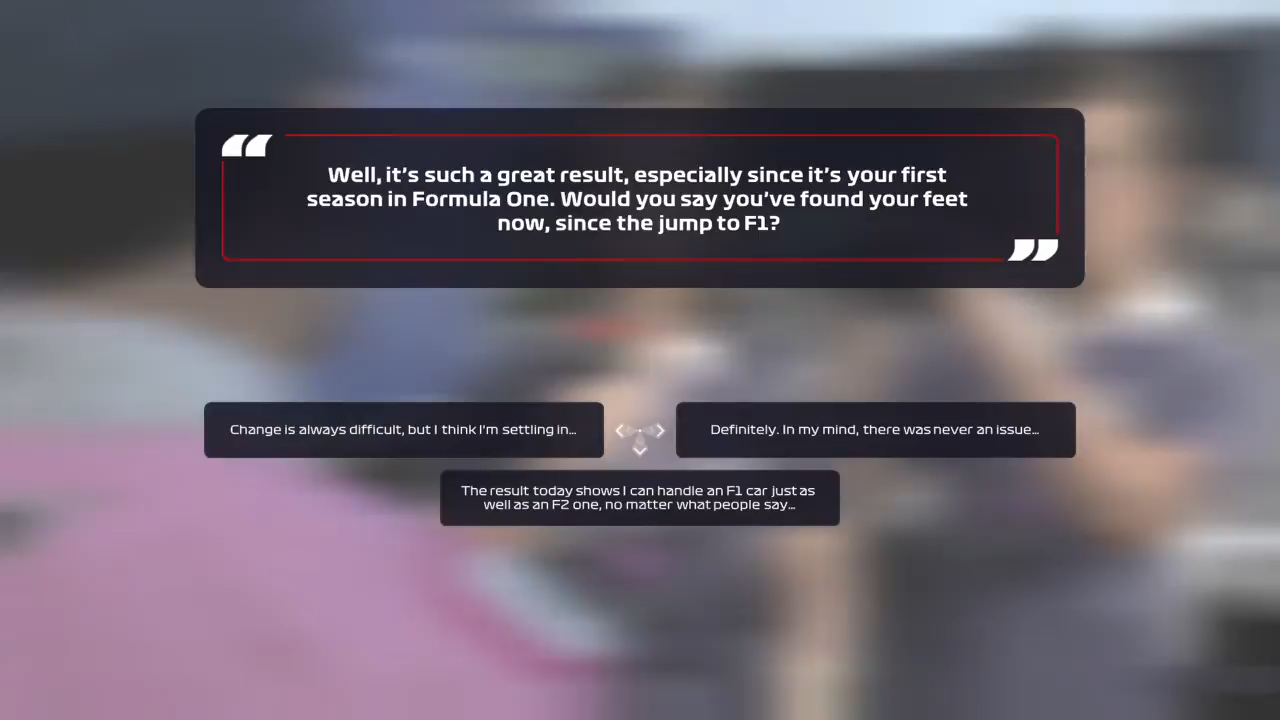 Well, it's such a great result, especially since it's your first
season in Formula One. Would you say you've found your feet
now, since the jump to F1?
Change is always difficult, but I think I'm settling in...
Definitely. In my mind, there was never an issue...
The result today shows I can handle an F1 car just as
well as an F2 one, no matter what people say...